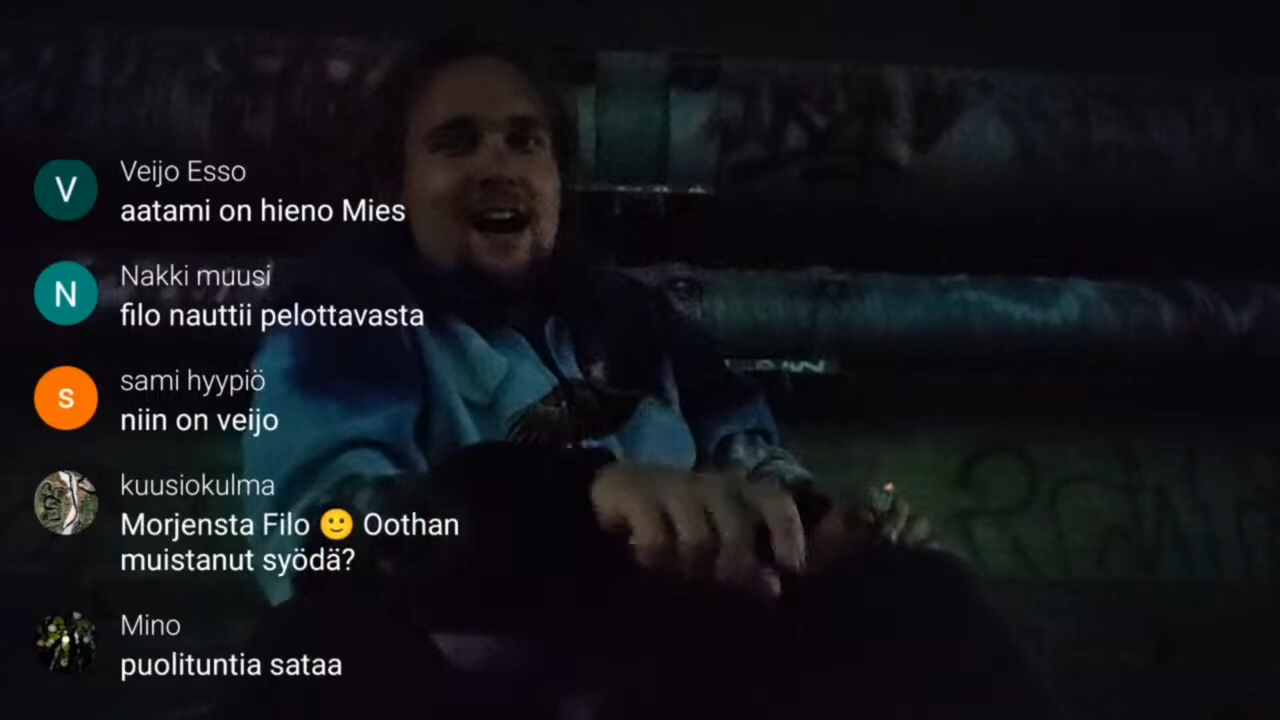 V
Veijo Esso
aatami on hieno Mies
N
Nakki muusi
filo nauttii pelottavasta
s
sami hyypiö
niin on veijo
kuusiokulma
Morjensta Filo 🙂 Oothan
muistanut syödä?
Mino
puolituntia sataa